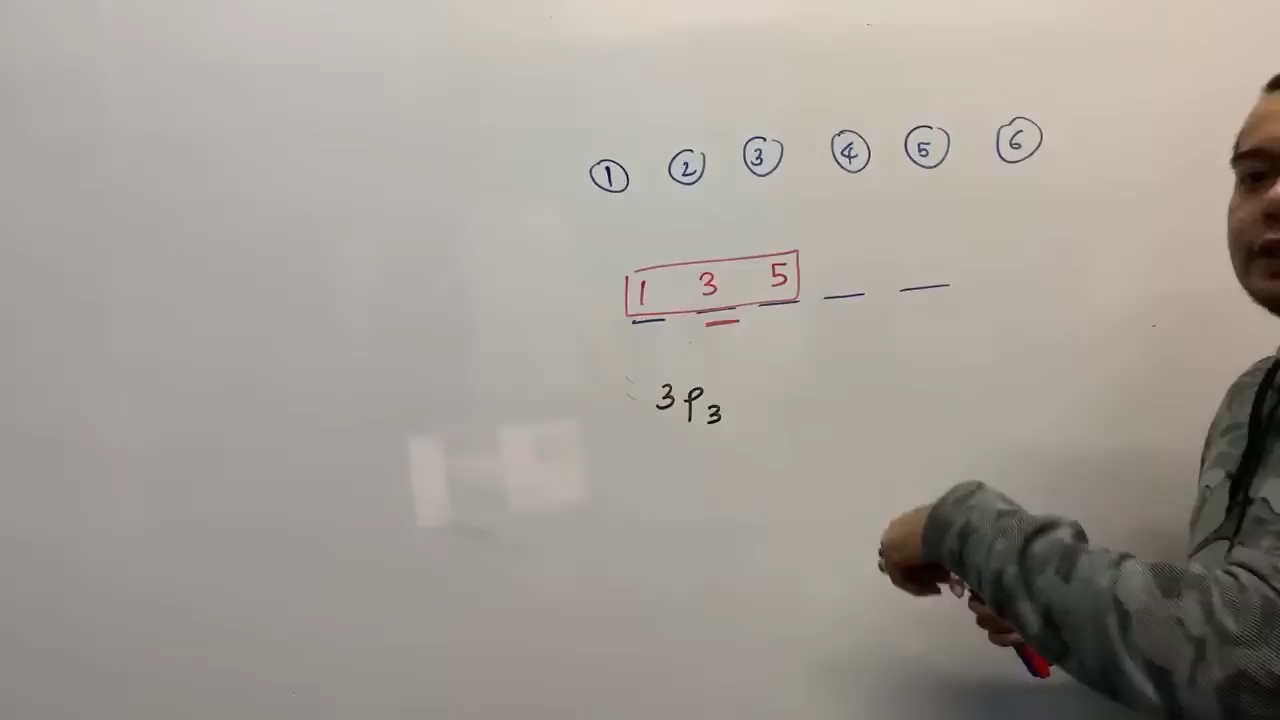 ① ② ③ ④ ⑤ ⑥
1 3 5 _ _
³P₃